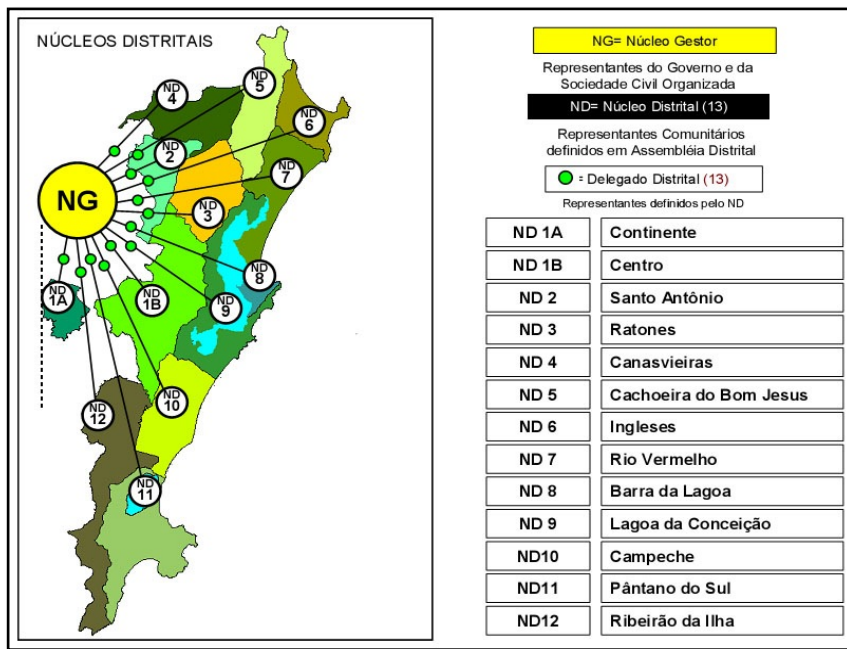 NÚCLEOS DISTRITAIS
ND
4
ND
5
ND
6
ND
2
ND
7
NG
ND
3
ND
8
ND
1A
ND
1B
ND
9
ND
10
ND
12
ND
11
NG= Núcleo Gestor
Representantes do Governo e da
Sociedade Civil Organizada
ND= Núcleo Distrital (13)
Representantes Comunitários
definidos em Assembléia Distrital
= Delegado Distrital (13)
Representantes definidos pelo ND
ND 1A Continente
ND 1B Centro
ND 2 Santo Antônio
ND 3 Ratones
ND 4 Canasvieiras
ND 5 Cachoeira do Bom Jesus
ND 6 Ingleses
ND 7 Rio Vermelho
ND 8 Barra da Lagoa
ND 9 Lagoa da Conceição
ND10 Campeche
ND11 Pântano do Sul
ND12 Ribeirão da Ilha